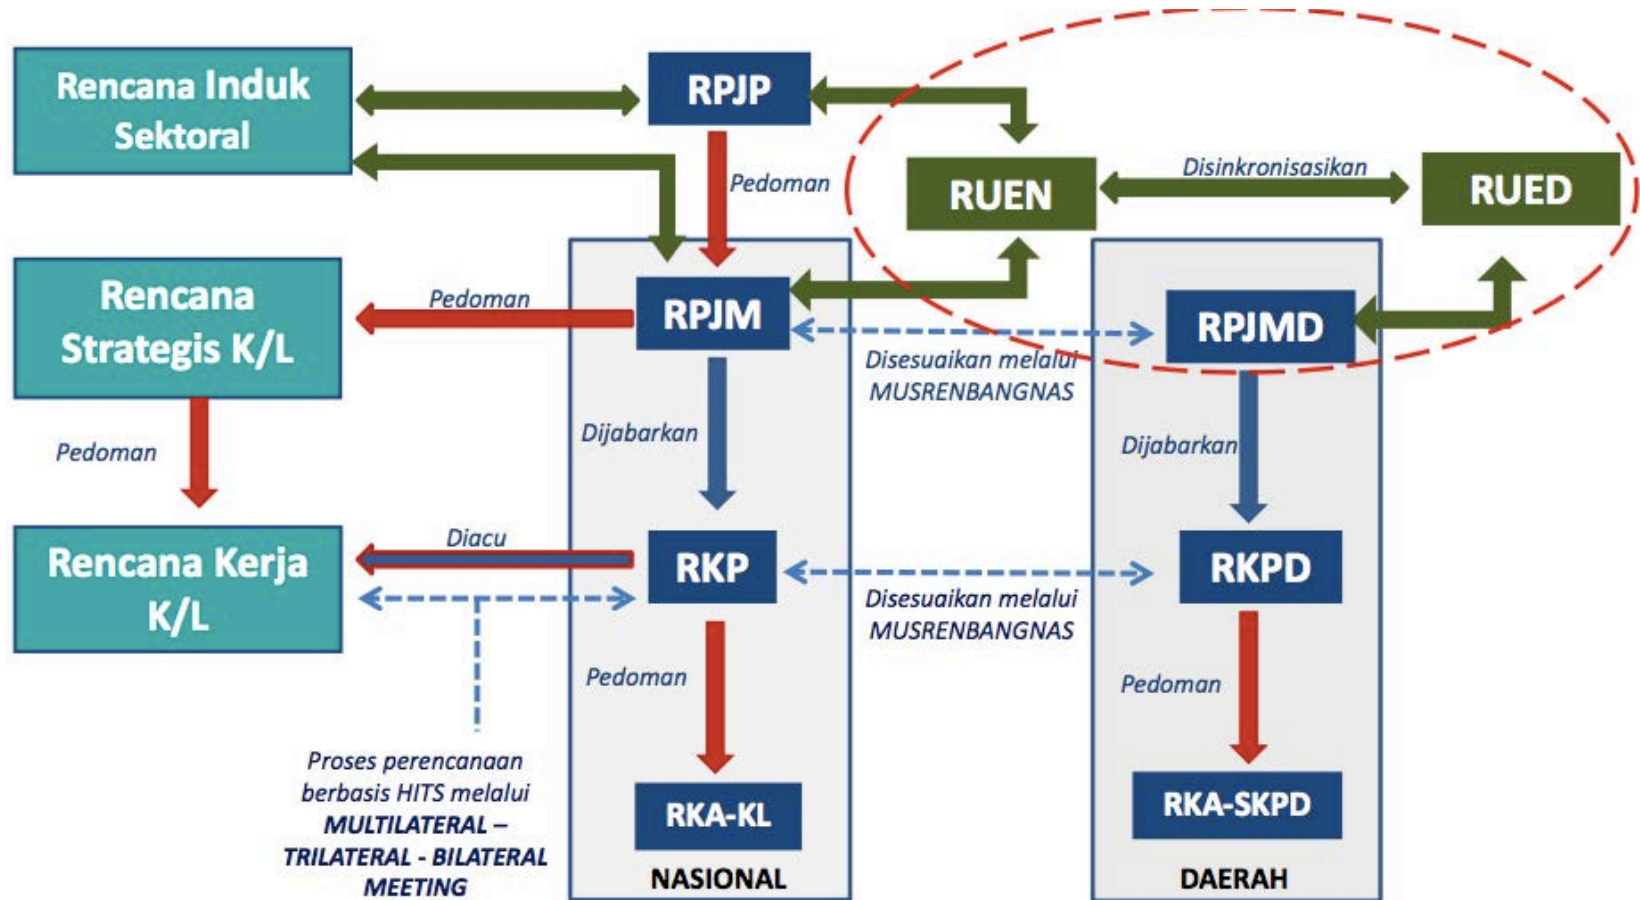 Rencana Induk
Sektoral
RPJP
Pedoman
RUEN
Disinkronisasikan
RUED
Rencana
Strategis K/L
Pedoman
RPJM
Disesuaikan melalui
MUSRENBANGNAS
RPJMD
Pedoman
Dijabarkan
Dijabarkan
Rencana Kerja
K/L
Diacu
RKP
Disesuaikan melalui
MUSRENBANGNAS
RKPD
Pedoman
Pedoman
Proses perencanaan
berbasis HITS melalui
MULTILATERAL –
TRILATERAL - BILATERAL
MEETING
RKA-KL
RKA-SKPD
NASIONAL
DAERAH